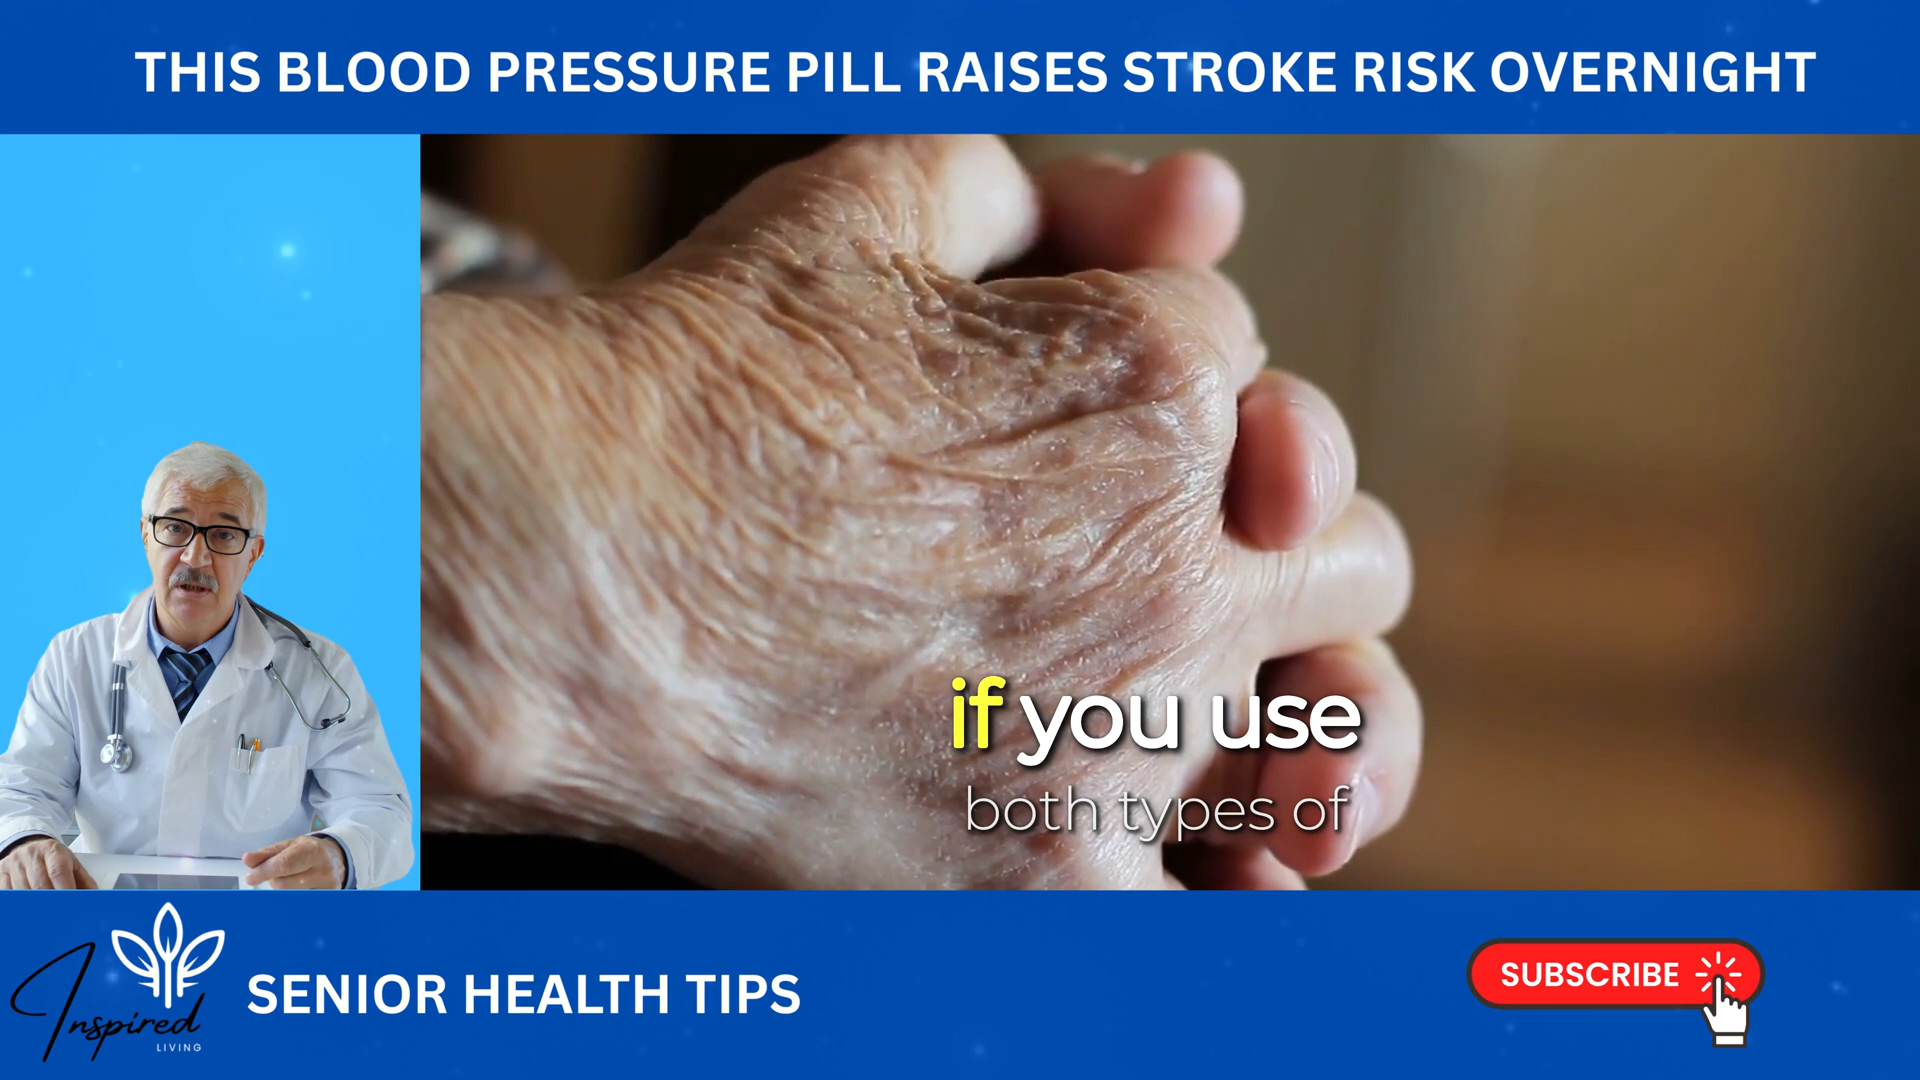 THIS BLOOD PRESSURE PILL RAISES STROKE RISK OVERNIGHT
if you use
both types of
Inspired
LIVING
SENIOR HEALTH TIPS
SUBSCRIBE